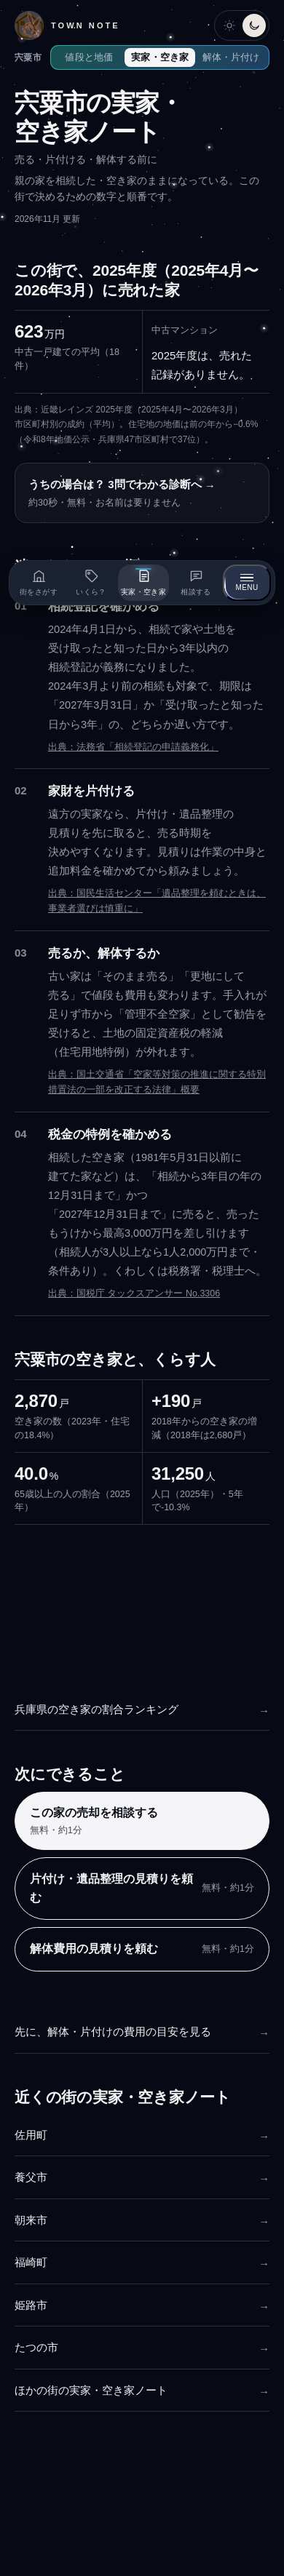 TOWN NOTE
宍粟市
値段と地価
実家・空き家
解体・片付け
宍粟市の実家・
空き家ノート
売る・片付ける・解体する前に
親の家を相続した・空き家のままになっている。この
街で決めるための数字と順番です。
2026年11月 更新
この街で、2025年度（2025年4月〜
2026年3月）に売れた家
623万円
中古一戸建ての平均（18
件）
中古マンション
2025年度は、売れた
記録がありません。
出典：近畿レインズ 2025年度（2025年4月〜2026年3月）
市区町村別の成約（平均）。住宅地の地価は前の年から−0.6%
（令和8年地価公示・兵庫県47市区町村で37位）。
うちの場合は？ 3問でわかる診断へ →
約30秒・無料・お名前は要りません
街をさがす
いくら？
実家・空き家
相談する
MENU
01
相続登記を確かめる
2024年4月1日から、相続で家や土地を
受け取ったと知った日から3年以内の
相続登記が義務になりました。
2024年3月より前の相続も対象で、期限は
「2027年3月31日」か「受け取ったと知った
日から3年」の、どちらか遅い方です。
出典：法務省「相続登記の申請義務化」
02
家財を片付ける
遠方の実家なら、片付け・遺品整理の
見積りを先に取ると、売る時期を
決めやすくなります。見積りは作業の中身と
追加料金を確かめてから頼みましょう。
出典：国民生活センター「遺品整理を頼むときは、
事業者選びは慎重に」
03
売るか、解体するか
古い家は「そのまま売る」「更地にして
売る」で値段も費用も変わります。手入れが
足りず市から「管理不全空家」として勧告を
受けると、土地の固定資産税の軽減
（住宅用地特例）が外れます。
出典：国土交通省「空家等対策の推進に関する特別
措置法の一部を改正する法律」概要
04
税金の特例を確かめる
相続した空き家（1981年5月31日以前に
建てた家など）は、「相続から3年目の年の
12月31日まで」かつ
「2027年12月31日まで」に売ると、売った
もうけから最高3,000万円を差し引けます
（相続人が3人以上なら1人2,000万円まで・
条件あり）。くわしくは税務署・税理士へ。
出典：国税庁 タックスアンサー No.3306
宍粟市の空き家と、くらす人
2,870戸
空き家の数（2023年・住宅
の18.4%）
+190戸
2018年からの空き家の増
減（2018年は2,680戸）
40.0%
65歳以上の人の割合（2025
年）
31,250人
人口（2025年）・5年
で-10.3%
兵庫県の空き家の割合ランキング →
次にできること
この家の売却を相談する
無料・約1分
片付け・遺品整理の見積りを頼
む
無料・約1分
解体費用の見積りを頼む
無料・約1分
先に、解体・片付けの費用の目安を見る →
近くの街の実家・空き家ノート
佐用町 →
養父市 →
朝来市 →
福崎町 →
姫路市 →
たつの市 →
ほかの街の実家・空き家ノート →